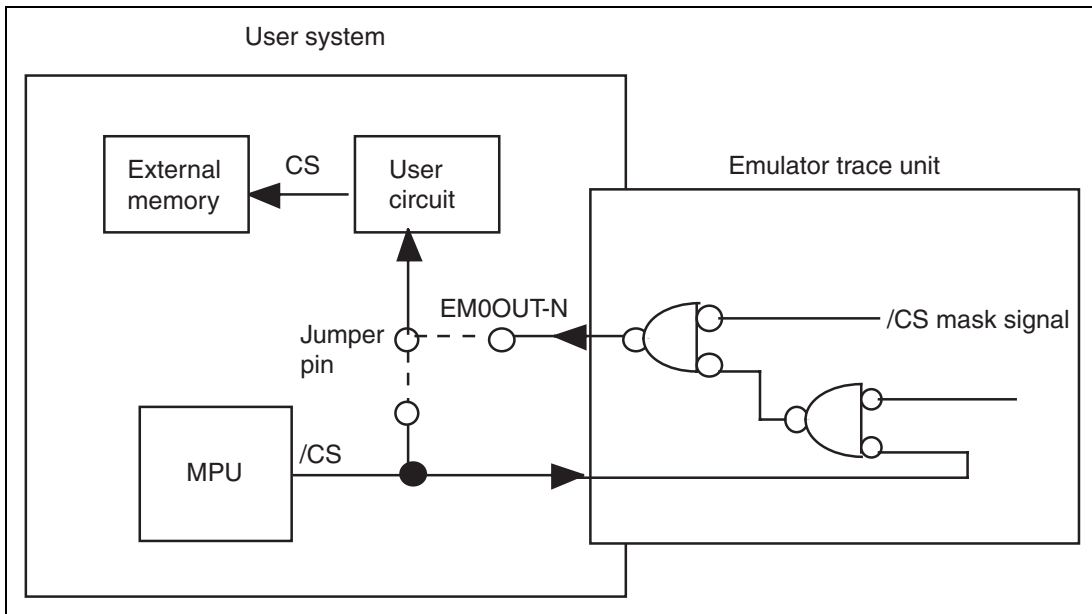 User system
External
memory
CS
User
circuit
Emulator trace unit
EM0OUT-N
/CS mask signal
Jumper
pin
MPU
/CS